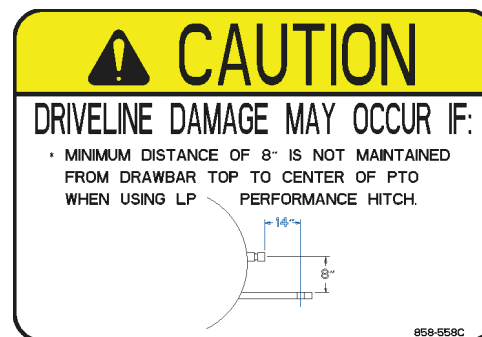 CAUTION
DRIVELINE DAMAGE MAY OCCUR IF:
* MINIMUM DISTANCE OF 8" IS NOT MAINTAINED
FROM DRAWBAR TOP TO CENTER OF PTO
WHEN USING LP PERFORMANCE HITCH.
14"
8"
858-558C